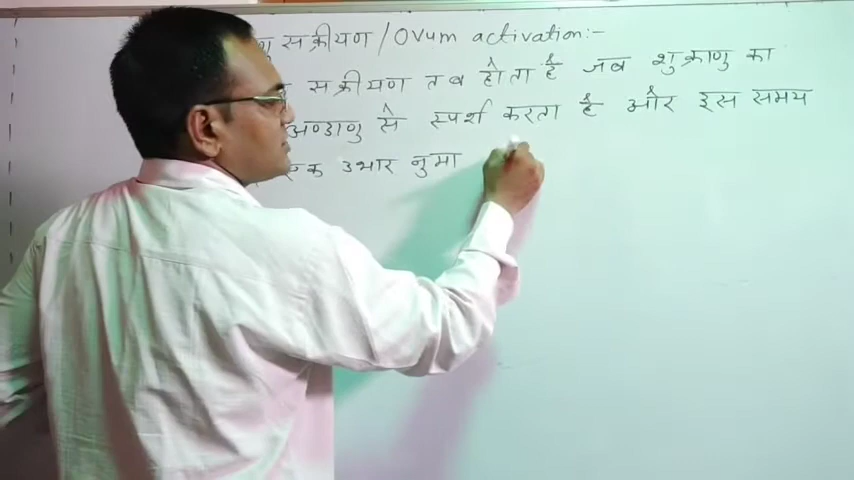 सक्रीयण / Ovum activation:-
सक्रीयण तब होता है जब शुक्राणु का
अण्डाणु से स्पर्श करता है और इस समय
एक उभार नुमा